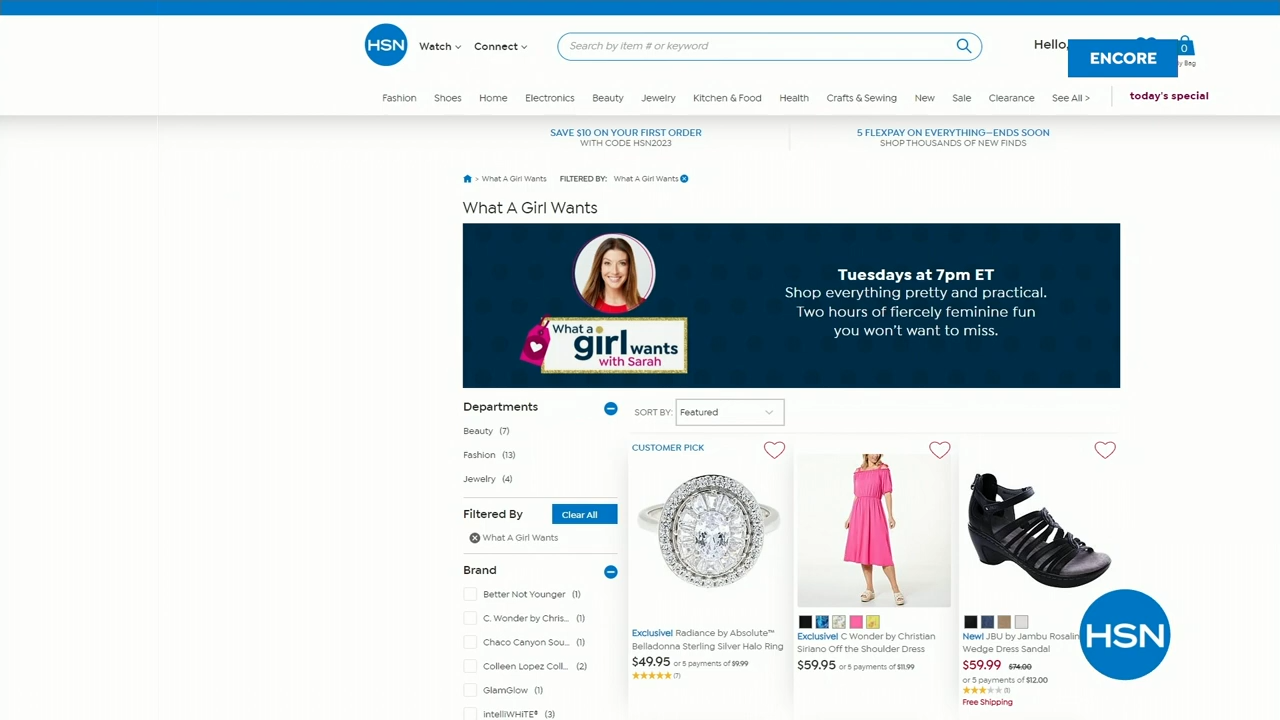 HSN
Watch
Connect
Search by item # or keyword
Hello,
0
ENCORE
Bag
Fashion
Shoes
Home
Electronics
Beauty
Jewelry
Kitchen & Food
Health
Crafts & Sewing
New
Sale
Clearance
See All >
today's special
SAVE $10 ON YOUR FIRST ORDER
WITH CODE HSN2023
5 FLEXPAY ON EVERYTHING—ENDS SOON
SHOP THOUSANDS OF NEW FINDS
> What A Girl Wants FILTERED BY: What A Girl Wants
What A Girl Wants
What a
girl wants
with Sarah
Tuesdays at 7pm ET
Shop everything pretty and practical.
Two hours of fiercely feminine fun
you won't want to miss.
Departments
Beauty (7)
Fashion (13)
Jewelry (4)
Filtered By
Clear All
What A Girl Wants
Brand
Better Not Younger (1)
C. Wonder by Chris... (1)
Chaco Canyon Sou... (1)
Colleen Lopez Coll... (2)
GlamGlow (1)
intelliWHiTE® (3)
SORT BY: Featured
CUSTOMER PICK
Exclusive! Radiance by Absolute™
Belladonna Sterling Silver Halo Ring
$49.95 or 5 payments of $9.99
(7)
Exclusive! C Wonder by Christian
Siriano Off the Shoulder Dress
$59.95 or 5 payments of $11.99
New! JBU by Jambu Rosalin
Wedge Dress Sandal
$59.99 $74.00
or 5 payments of $12.00
Free Shipping
HSN